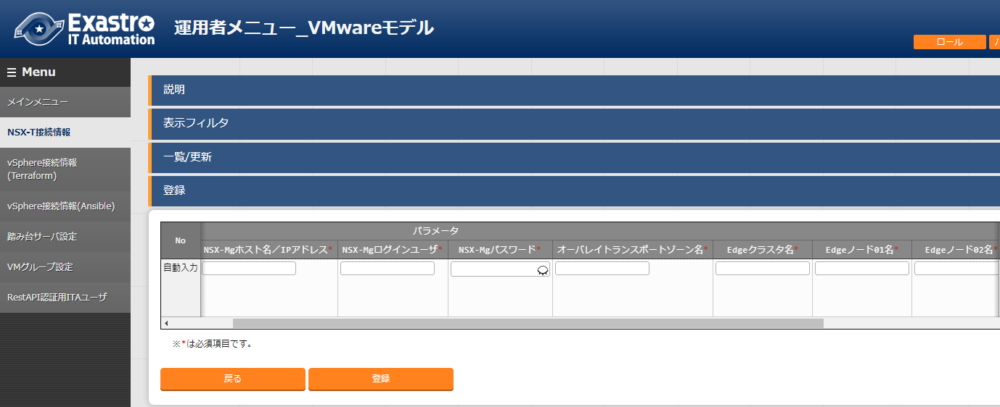 Exastro
IT Automation
運用者メニュー_VMwareモデル
ロール
Menu
メインメニュー
NSX-T接続情報
vSphere接続情報
(Terraform)
vSphere接続情報(Ansible)
踏み台サーバ設定
VMグループ設定
RestAPI認証用ITAユーザ
説明
表示フィルタ
一覧/更新
登録
No
パラメータ
NSX-Mgホスト名／IPアドレス*
NSX-Mgログインユーザ*
NSX-Mgパスワード*
オーバレイトランスポートゾーン名*
Edgeクラスタ名*
Edgeノード01名*
Edgeノード02名*
自動入力
※*は必須項目です。
戻る
登録